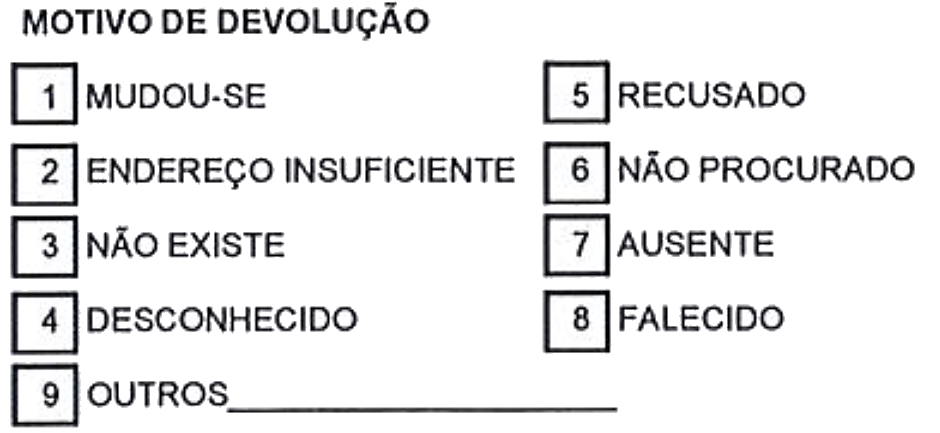 MOTIVO DE DEVOLUÇÃO
1 MUDOU-SE
2 ENDEREÇO INSUFICIENTE
3 NÃO EXISTE
4 DESCONHECIDO
9 OUTROS
5 RECUSADO
6 NÃO PROCURADO
7 AUSENTE
8 FALECIDO